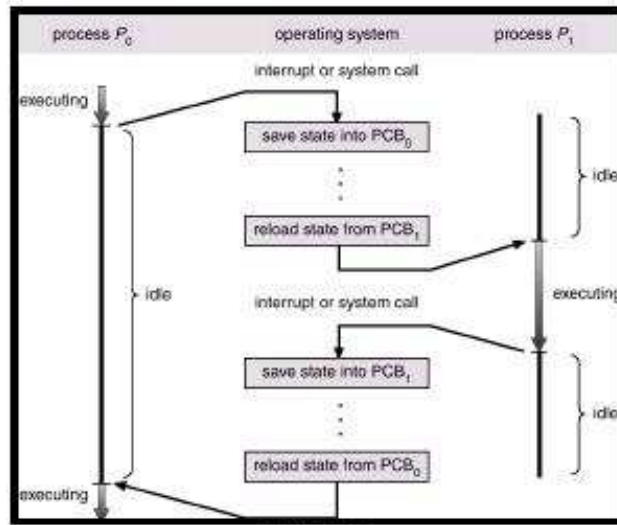 process P₀ operating system process P₁
interrupt or system call
executing
save state into PCB₀
idle
reload state from PCB₁
idle
interrupt or system call
executing
save state into PCB₁
idle
reload state from PCB₀
executing